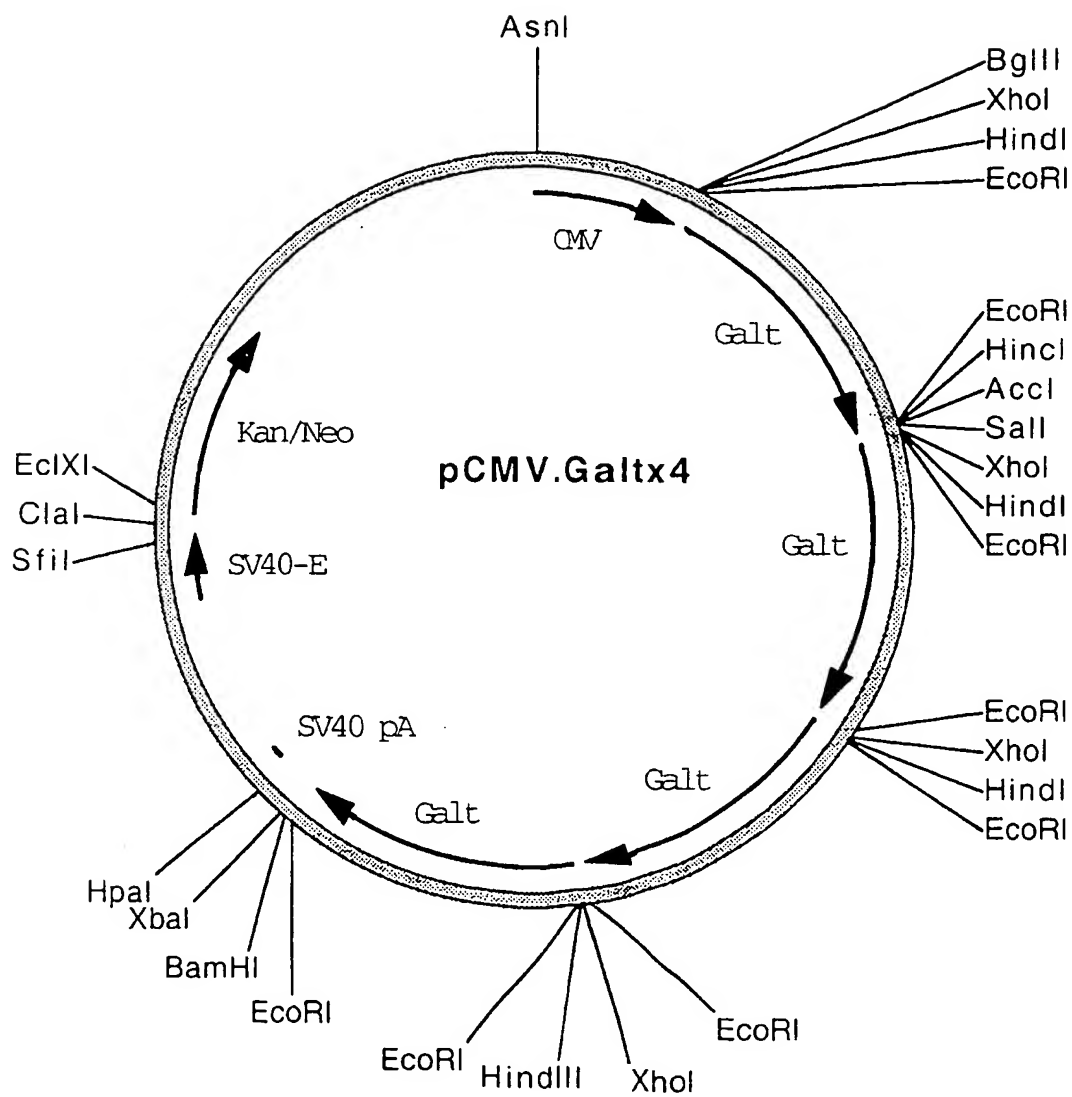 AsnI
BglII
XhoI
HindI
EcoRI
CMV
Galt
EcoRI
HincI
AccI
SalI
XhoI
HindI
EcoRI
Kan/Neo
pCMV.Galtx4
EclXI
ClaI
SfiI
SV40-E
Galt
EcoRI
XhoI
HindI
EcoRI
SV40 pA
Galt
Galt
HpaI
XbaI
BamHI
EcoRI
EcoRI
HindIII
XhoI
EcoRI